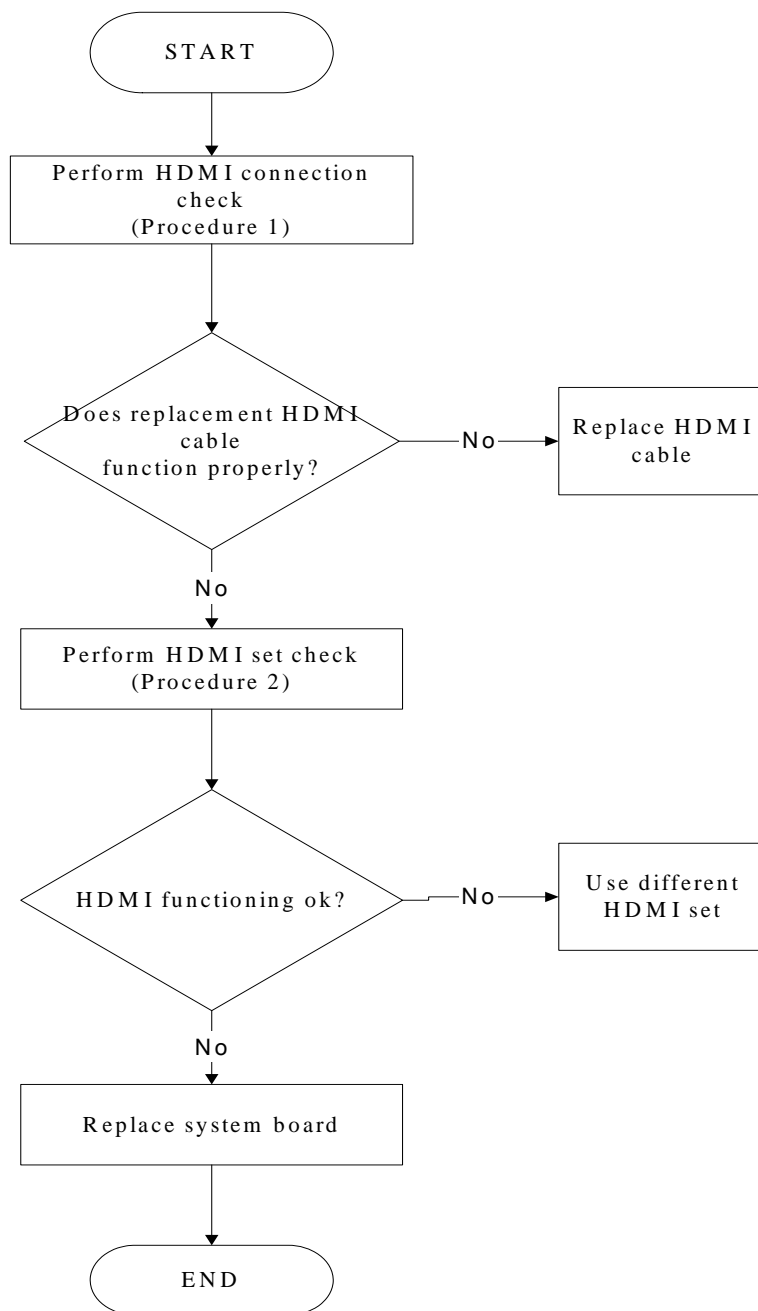 START
Perform HDMI connection
check
(Procedure 1)
Does replacement HDMI
cable
function properly?
No
Replace HDMI
cable
No
Perform HDMI set check
(Procedure 2)
HDMI functioning ok?
No
Use different
HDMI set
No
Replace system board
END